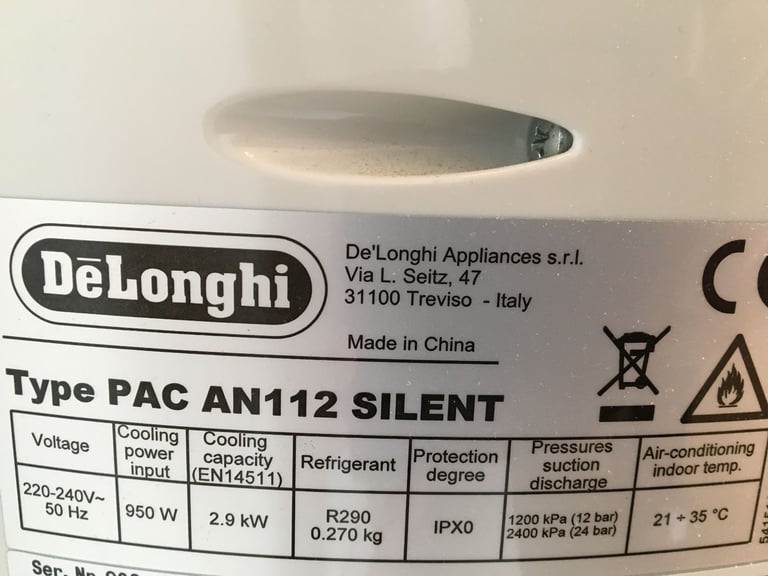 DeLonghi
De'Longhi Appliances s.r.l.
Via L. Seitz, 47
31100 Treviso - Italy
Made in China
Type PAC AN112 SILENT
Voltage
Cooling
power
input
Cooling
capacity
(EN14511)
Refrigerant
Protection
degree
Pressures
suction
discharge
Air-conditioning
indoor temp.
220-240V~
50 Hz
950 W
2.9 kW
R290
0.270 kg
IPX0
1200 kPa (12 bar)
2400 kPa (24 bar)
21 ÷ 35 °C
Ser.